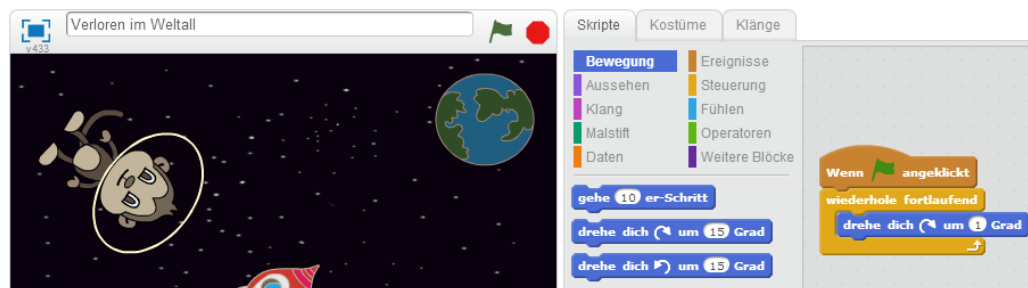 Verloren im Weltall
v433
Skripte
Kostüme
Klänge
Bewegung
Ereignisse
Aussehen
Steuerung
Klang
Fühlen
Malstift
Operatoren
Daten
Weitere Blöcke
gehe 10 er-Schritt
drehe dich um 15 Grad
drehe dich um 15 Grad
Wenn angeklickt
wiederhole fortlaufend
drehe dich um 1 Grad